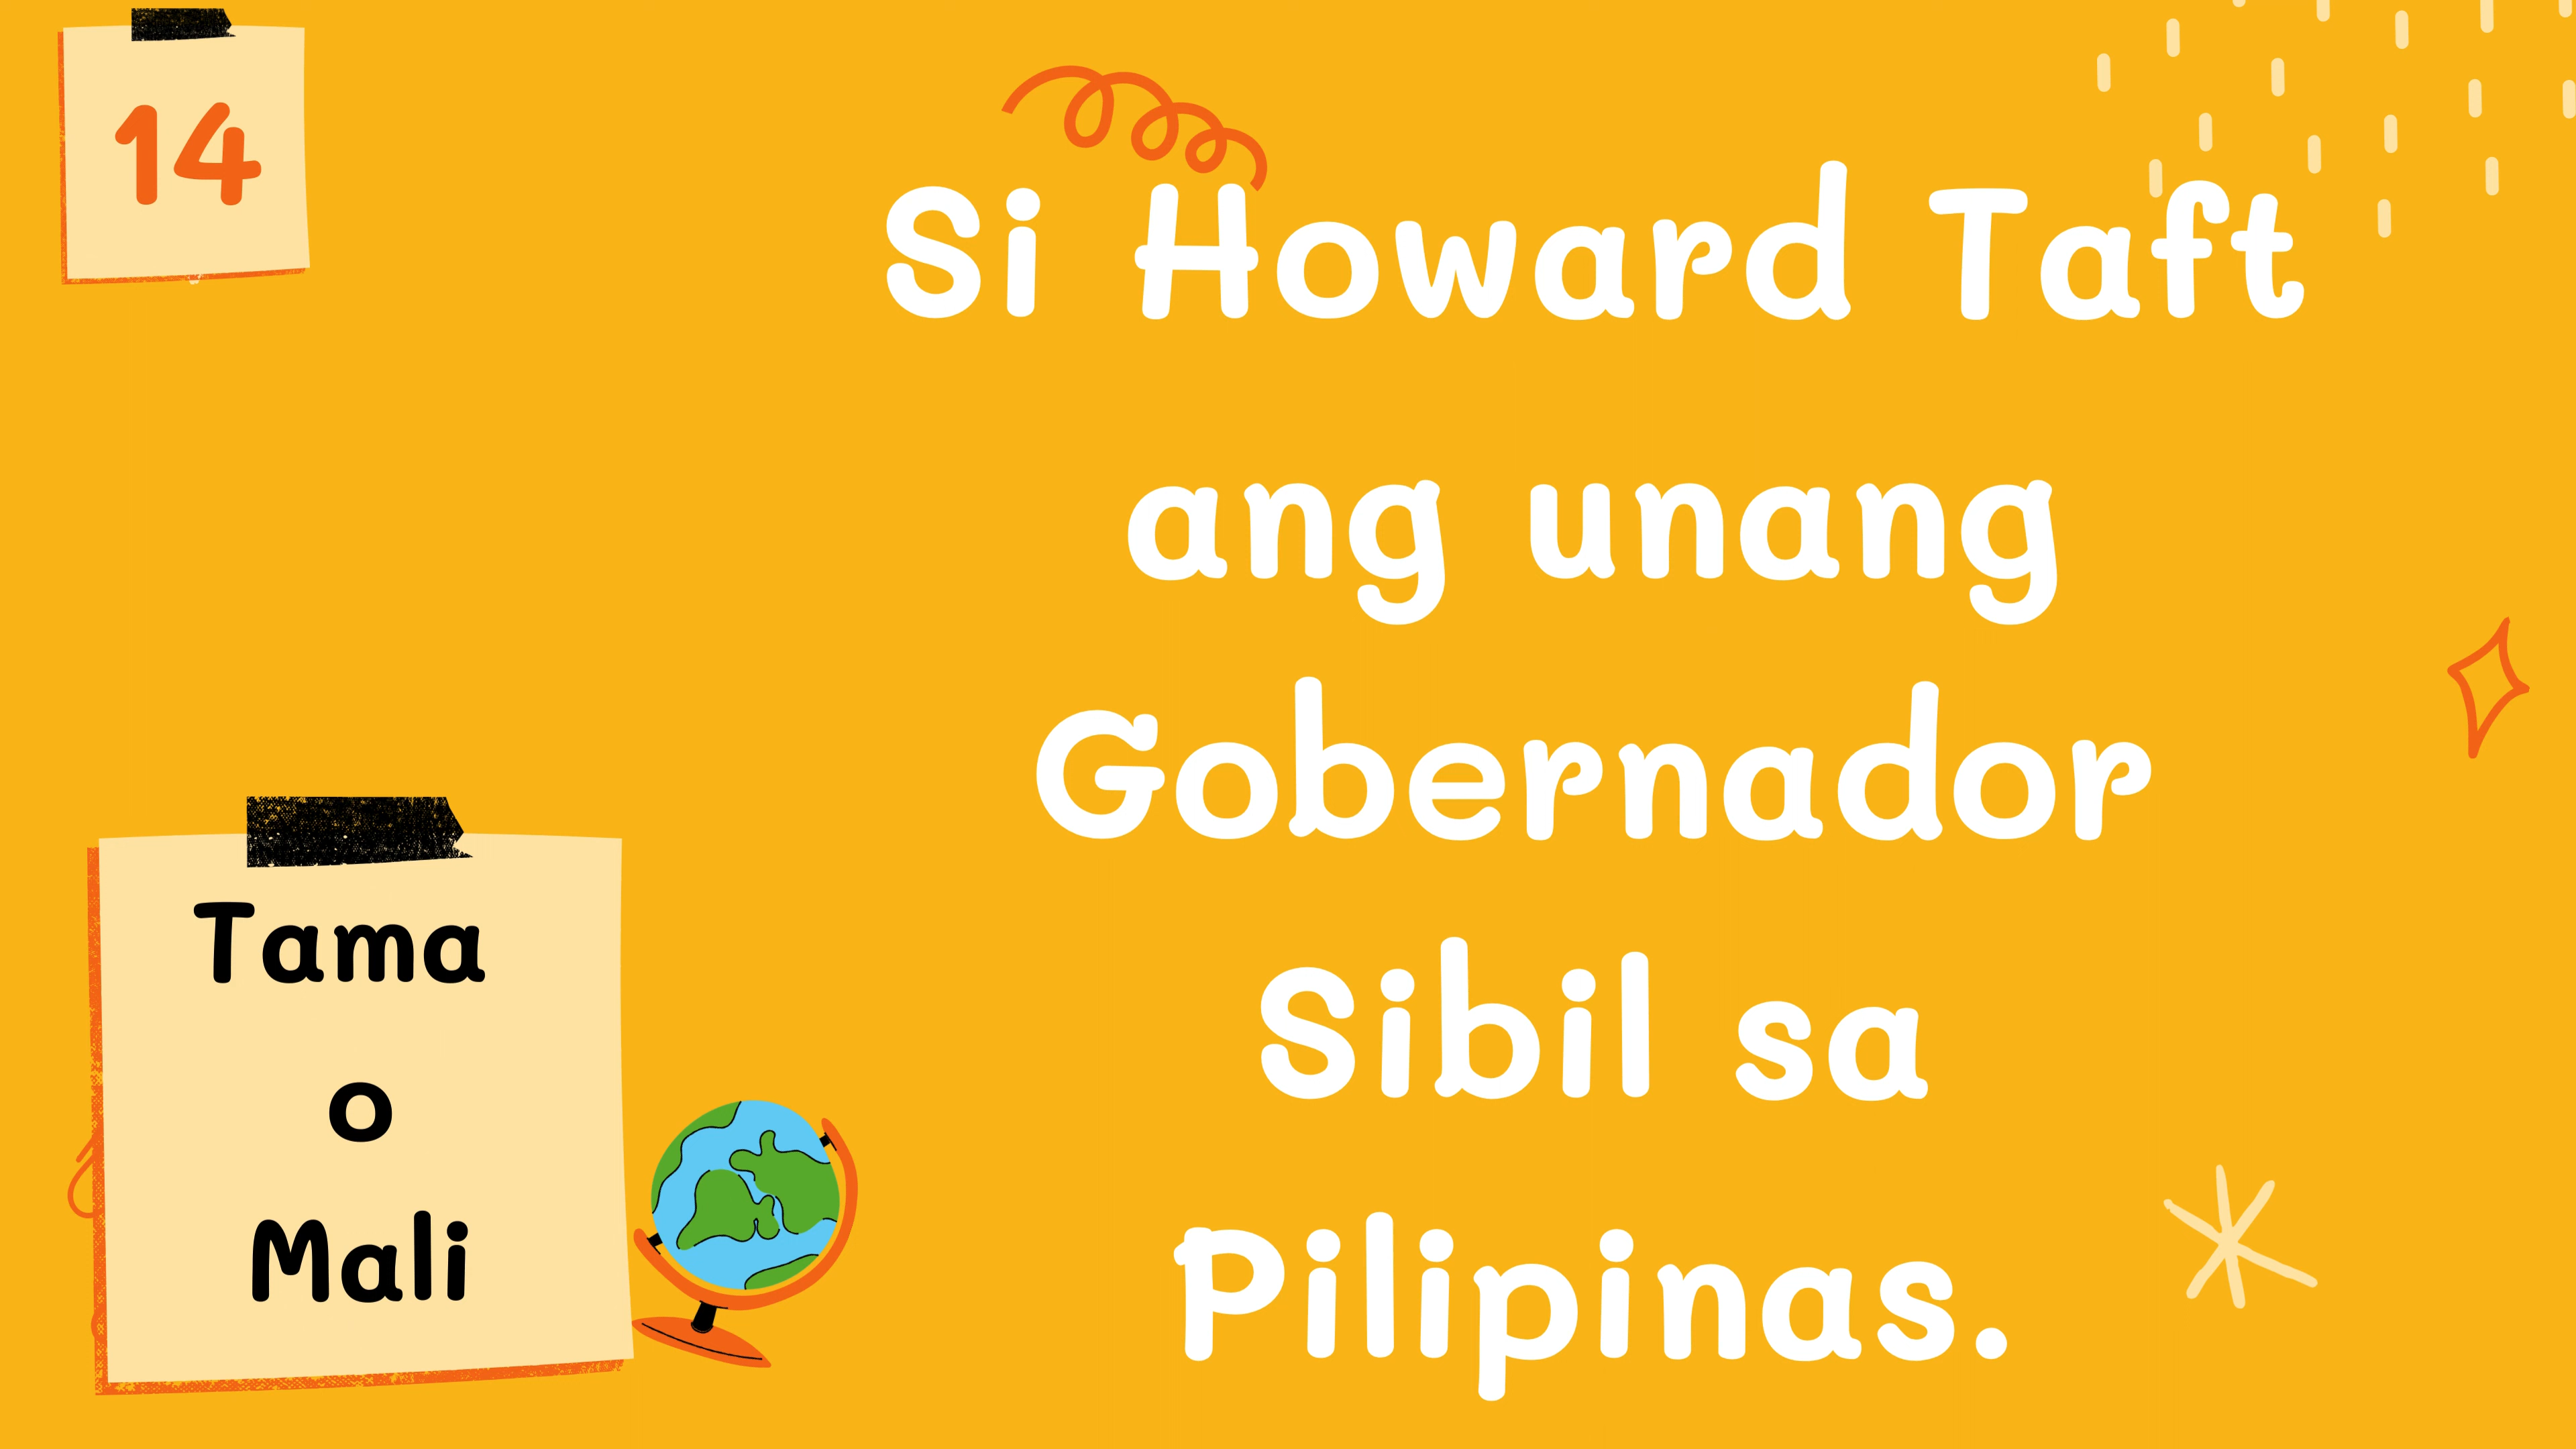 14
Si Howard Taft
ang unang
Gobernador
Sibil sa
Pilipinas.
Tama
o
Mali